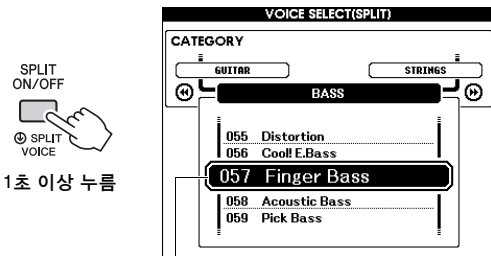 SPLIT
ON/OFF
SPLIT
VOICE
1초 이상 누름
VOICE SELECT(SPLIT)
CATEGORY
GUITAR
STRINGS
BASS
055 Distortion
056 Cool! E.Bass
057 Finger Bass
058 Acoustic Bass
059 Pick Bass